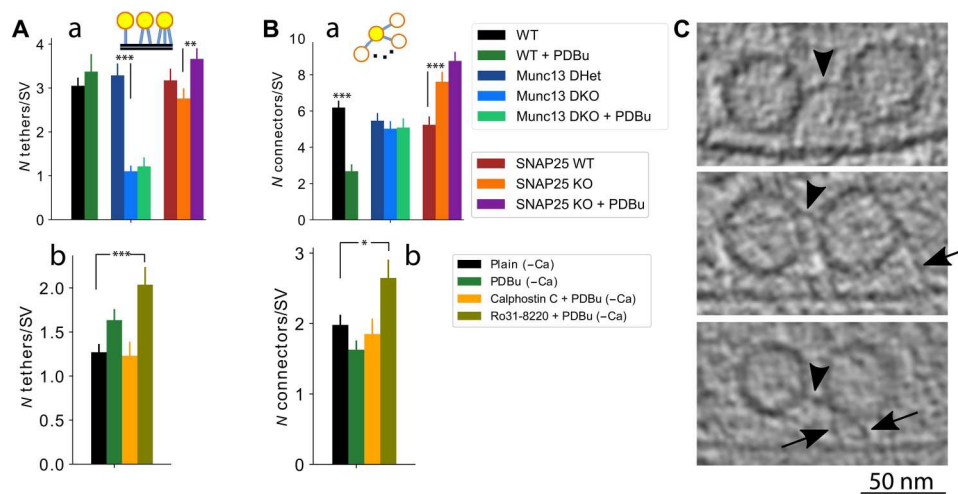 A
a
N tethers/SV
4
3
2
1
0
***
**
B
a
N connectors/SV
10
8
6
4
2
0
***
***
WT
WT + PDBu
Munc13 DHet
Munc13 DKO
Munc13 DKO + PDBu
SNAP25 WT
SNAP25 KO
SNAP25 KO + PDBu
b
N tethers/SV
2.0
1.5
1.0
0.5
0.0
***
b
N connectors/SV
3
2
1
0
*
Plain (−Ca)
PDBu (−Ca)
Calphostin C + PDBu (−Ca)
Ro31-8220 + PDBu (−Ca)
C
50 nm